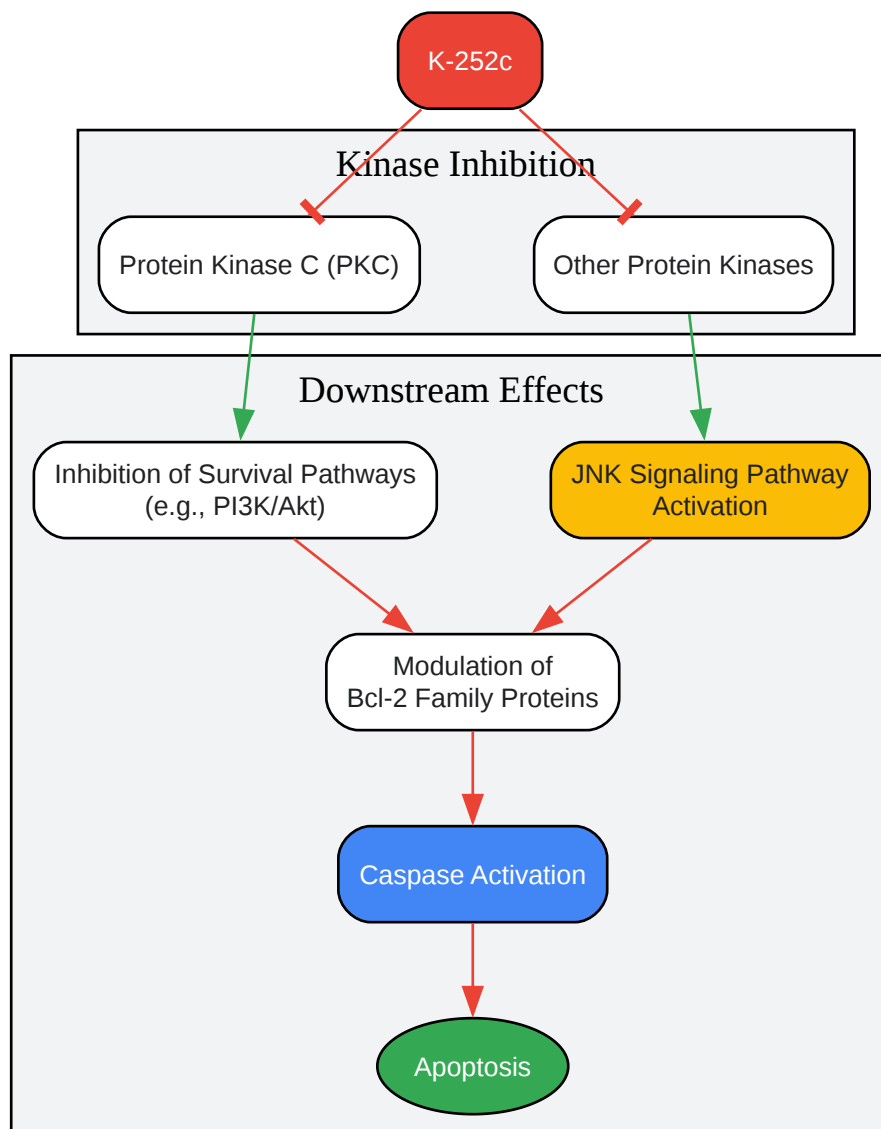 K-252c
Kinase Inhibition
Protein Kinase C (PKC)
Other Protein Kinases
Downstream Effects
Inhibition of Survival Pathways
(e.g., PI3K/Akt)
JNK Signaling Pathway
Activation
Modulation of
Bcl-2 Family Proteins
Caspase Activation
Apoptosis